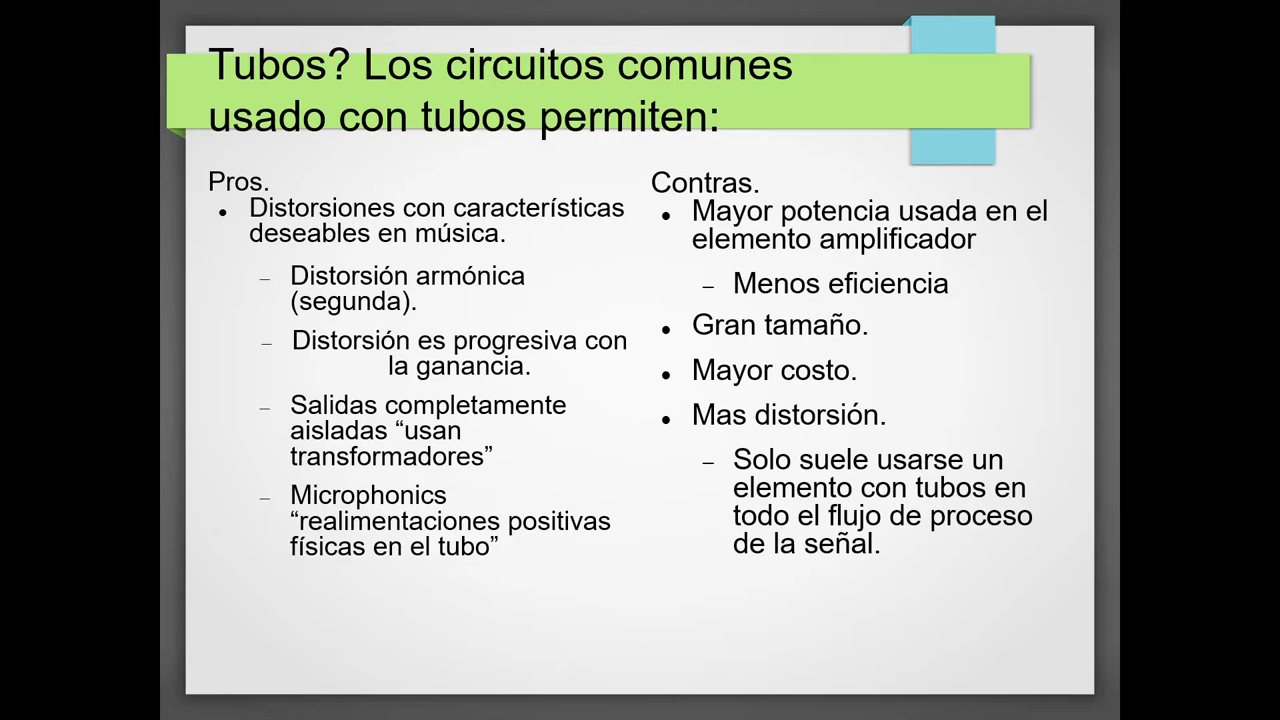 Tubos? Los circuitos comunes
usado con tubos permiten:
Pros.
Distorsiones con características
deseables en música.
Distorsión armónica
(segunda).
Distorsión es progresiva con
la ganancia.
Salidas completamente
aisladas “usan
transformadores”
Microphonics
“realimentaciones positivas
físicas en el tubo”
Contras.
Mayor potencia usada en el
elemento amplificador
Menos eficiencia
Gran tamaño.
Mayor costo.
Mas distorsión.
Solo suele usarse un
elemento con tubos en
todo el flujo de proceso
de la señal.